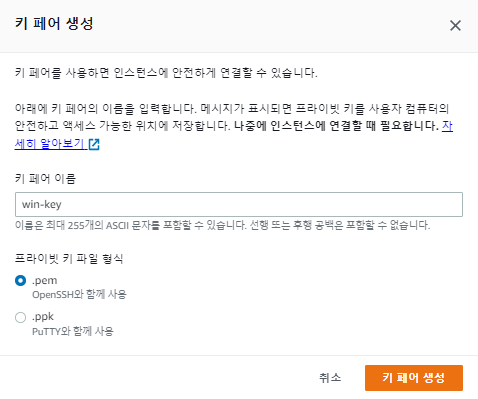 키 페어 생성
키 페어를 사용하면 인스턴스에 안전하게 연결할 수 있습니다.
아래에 키 페어의 이름을 입력합니다. 메시지가 표시되면 프라이빗 키를 사용자 컴퓨터의
안전하고 액세스 가능한 위치에 저장합니다. 나중에 인스턴스에 연결할 때 필요합니다. 자
세히 알아보기
키 페어 이름
win-key
이름은 최대 255개의 ASCII 문자를 포함할 수 있습니다. 선행 또는 후행 공백은 포함할 수 없습니다.
프라이빗 키 파일 형식
.pem
OpenSSH와 함께 사용
.ppk
PuTTY와 함께 사용
취소
키 페어 생성